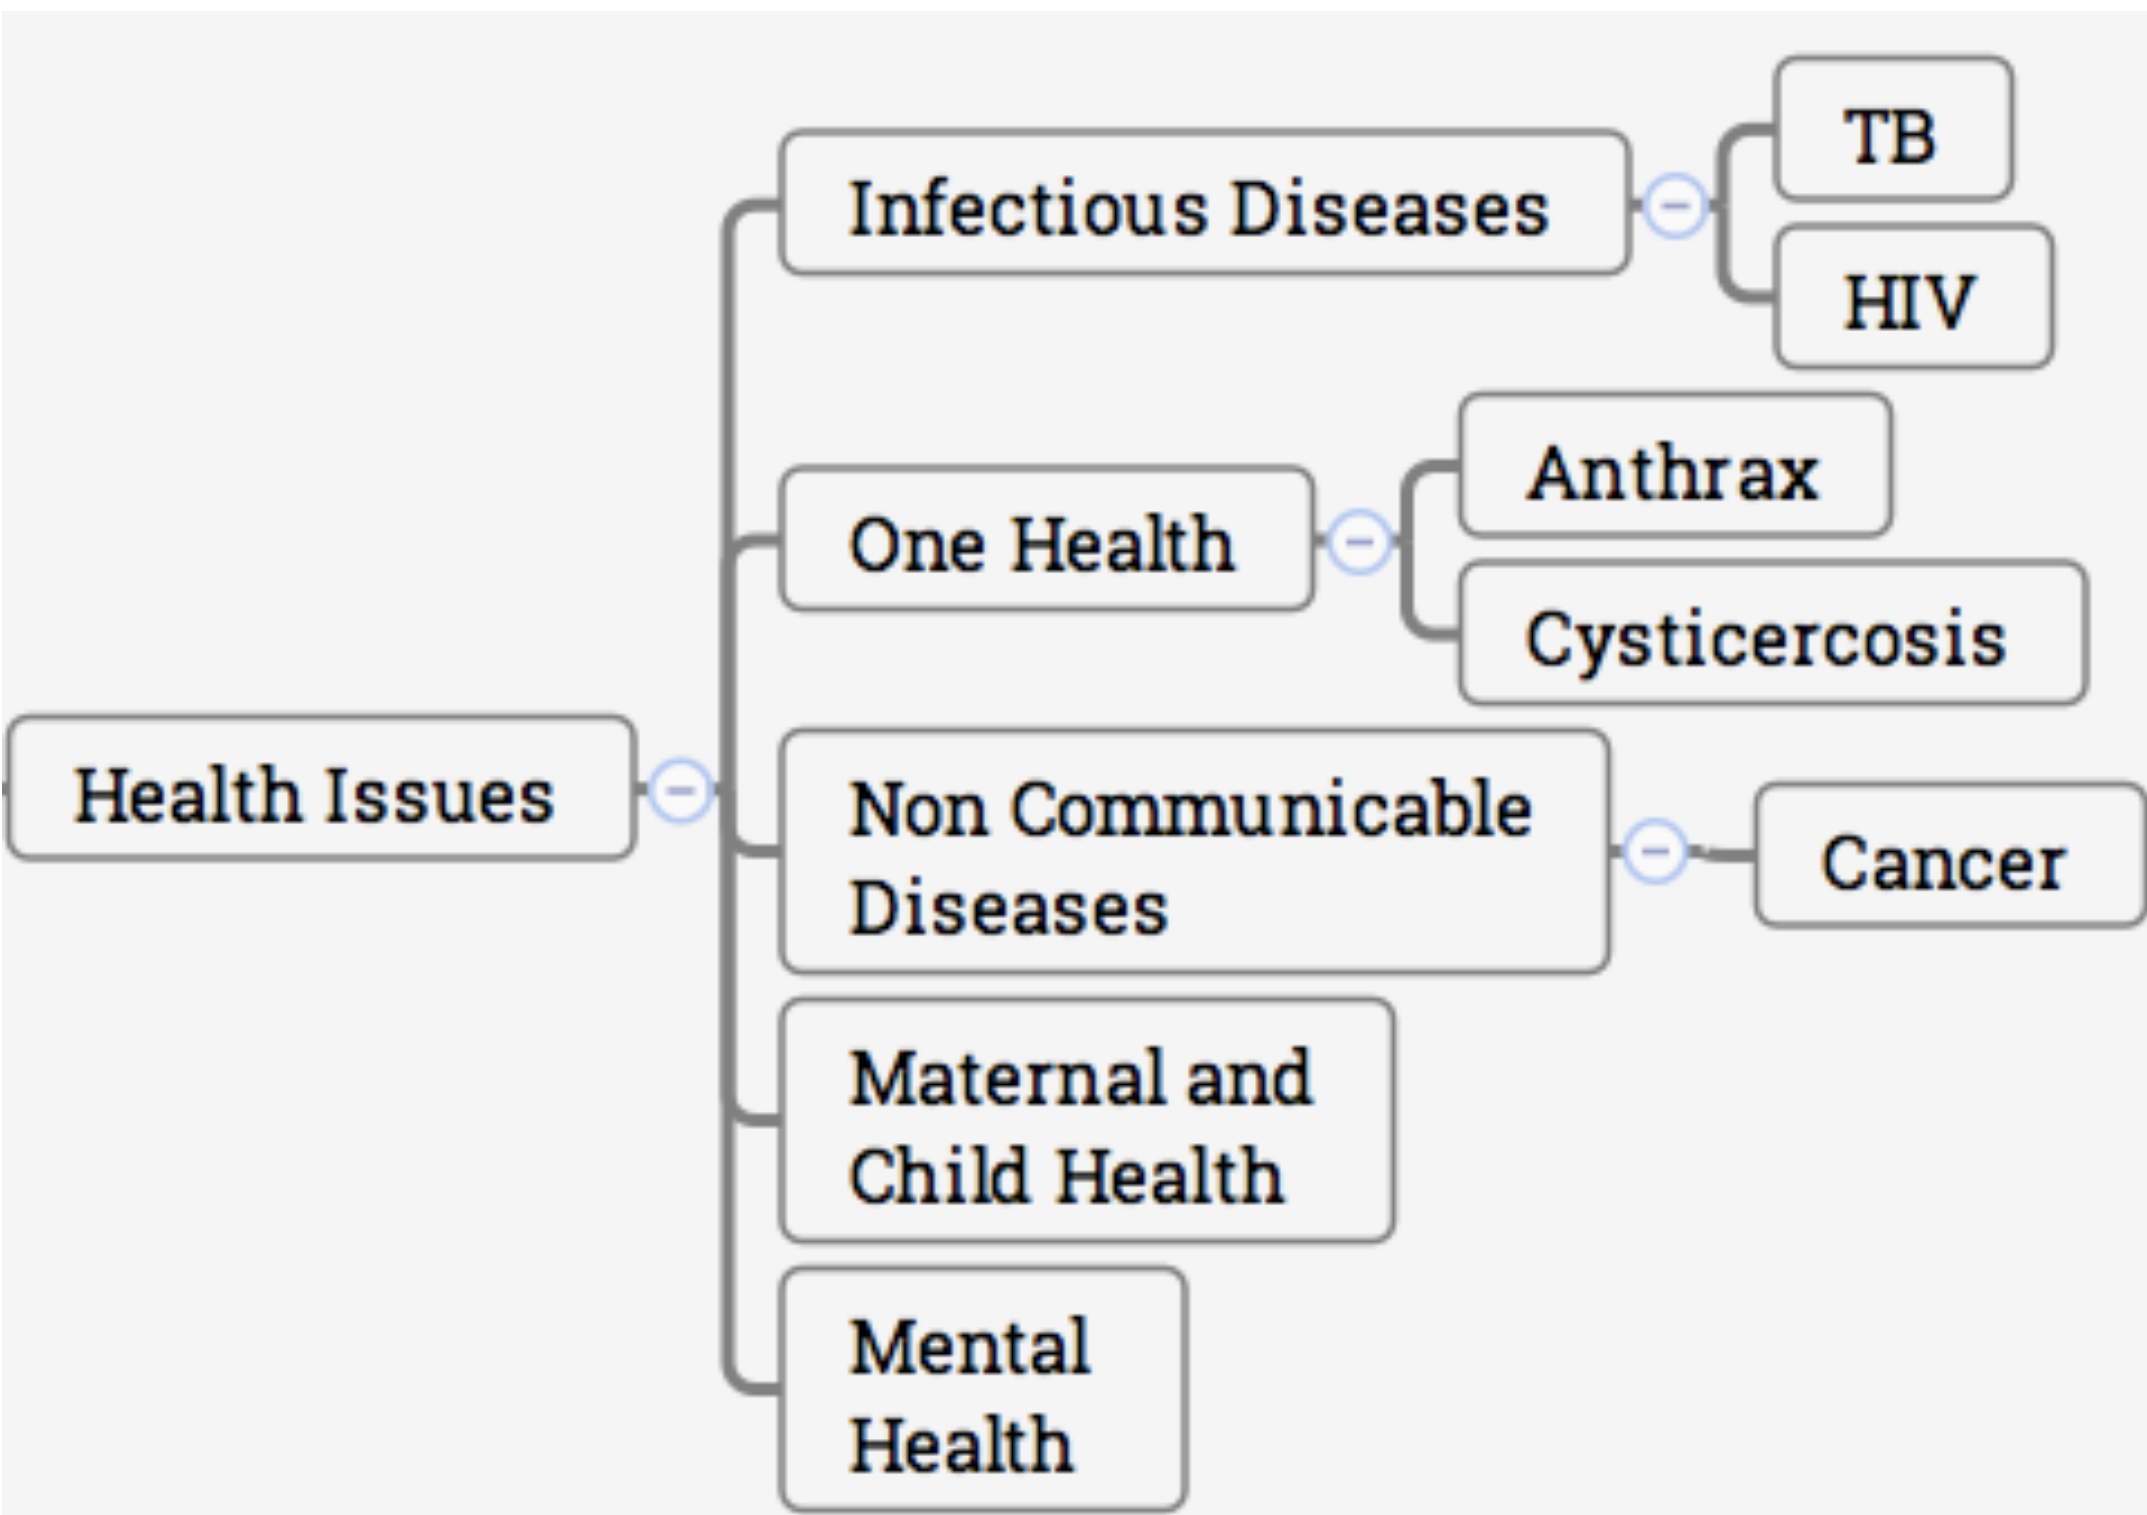 Health Issues
Infectious Diseases
TB
HIV
One Health
Anthrax
Cysticercosis
Non Communicable
Diseases
Cancer
Maternal and
Child Health
Mental
Health